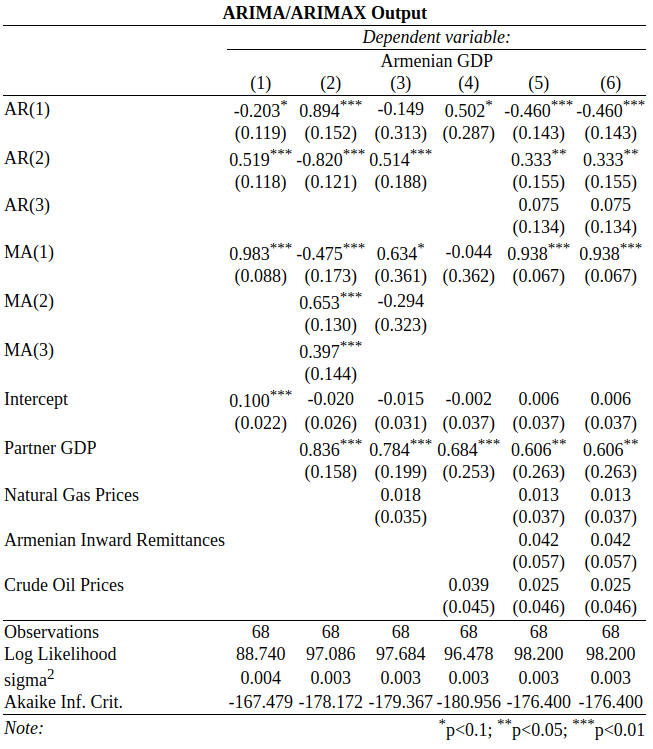 ARIMA/ARIMAX Output
Dependent variable:
Armenian GDP
(1) (2) (3) (4) (5) (6)
AR(1) -0.203* 0.894*** -0.149 0.502* -0.460*** -0.460***
(0.119) (0.152) (0.313) (0.287) (0.143) (0.143)
AR(2) 0.519*** -0.820*** 0.514*** 0.333** 0.333**
(0.118) (0.121) (0.188) (0.155) (0.155)
AR(3) 0.075 0.075
(0.134) (0.134)
MA(1) 0.983*** -0.475*** 0.634* -0.044 0.938*** 0.938***
(0.088) (0.173) (0.361) (0.362) (0.067) (0.067)
MA(2) 0.653*** -0.294
(0.130) (0.323)
MA(3) 0.397***
(0.144)
Intercept 0.100*** -0.020 -0.015 -0.002 0.006 0.006
(0.022) (0.026) (0.031) (0.037) (0.037) (0.037)
Partner GDP 0.836*** 0.784*** 0.684*** 0.606** 0.606**
(0.158) (0.199) (0.253) (0.263) (0.263)
Natural Gas Prices 0.018 0.013 0.013
(0.035) (0.037) (0.037)
Armenian Inward Remittances 0.042 0.042
(0.057) (0.057)
Crude Oil Prices 0.039 0.025 0.025
(0.045) (0.046) (0.046)
Observations 68 68 68 68 68 68
Log Likelihood 88.740 97.086 97.684 96.478 98.200 98.200
sigma2 0.004 0.003 0.003 0.003 0.003 0.003
Akaike Inf. Crit. -167.479 -178.172 -179.367 -180.956 -176.400 -176.400
Note: *p<0.1; **p<0.05; ***p<0.01